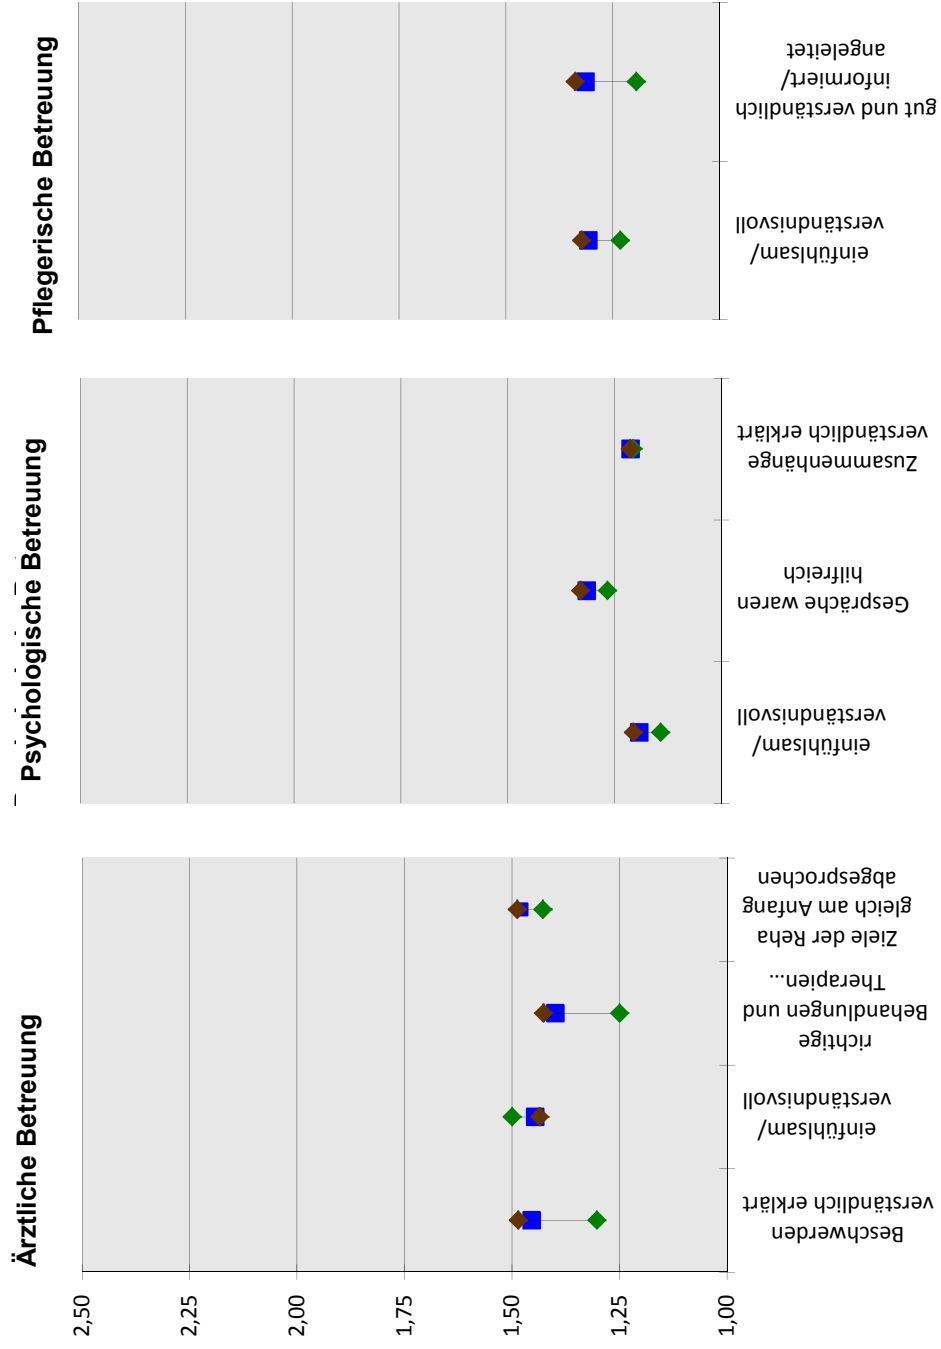 Ärztliche Betreuung
2,50
2,25
2,00
1,75
1,50
1,25
1,00
Beschwerden
verständlich erklärt
einfühlsam/
verständnisvoll
richtige
Behandlungen und
Therapien...
Ziele der Reha
gleich am Anfang
abgesprochen
Psychologische Betreuung
einfühlsam/
verständnisvoll
Gespräche waren
hilfreich
Zusammenhänge
verständlich erklärt
Pflegerische Betreuung
einfühlsam/
verständnisvoll
gut und verständlich
informiert/
angeleitet